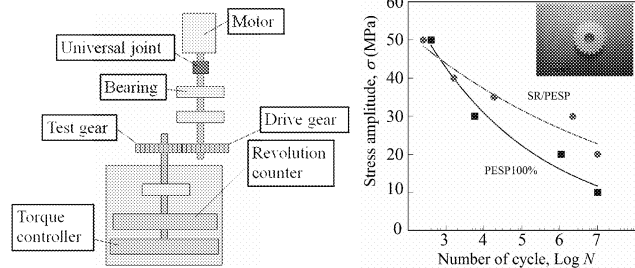 Motor
Universal joint
Bearing
Test gear
Drive gear
Revolution
counter
Torque
controller
Stress amplitude, σ (MPa)
60
50
40
30
20
10
0
SR/PESP
PESP100%
3
4
5
6
7
Number of cycle, Log N